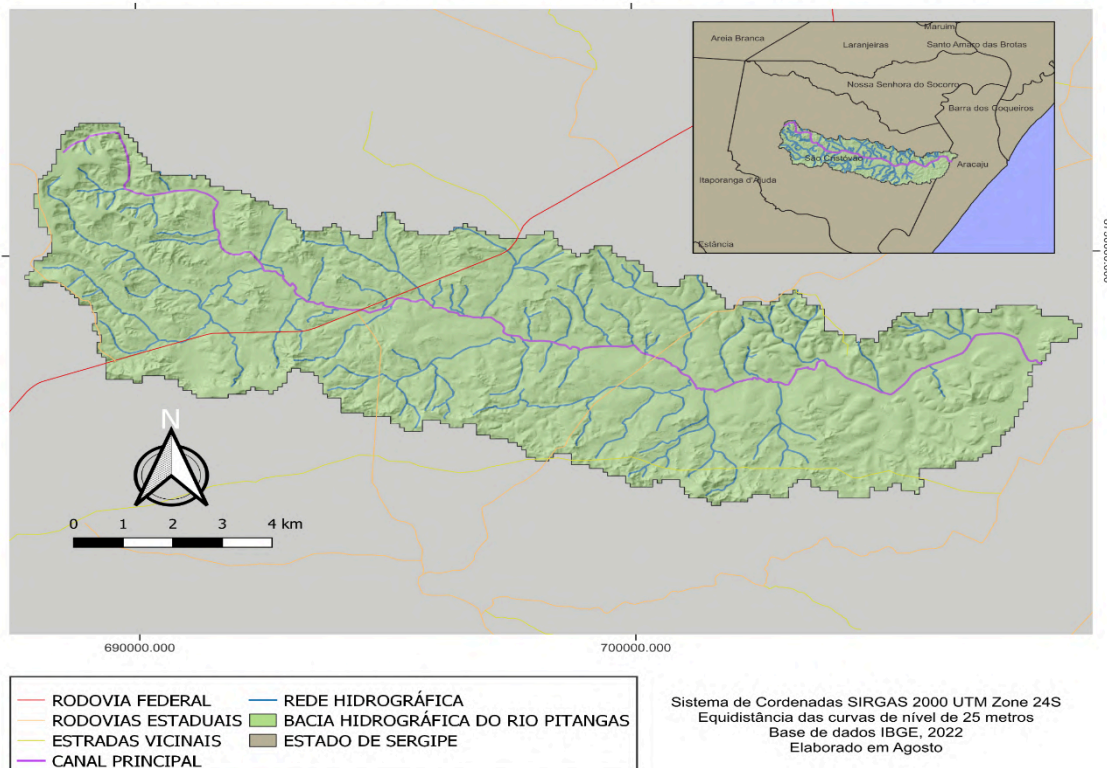 Maruim
Areia Branca
Laranjeiras
Santo Amaro das Brotas
Nossa Senhora do Socorro
Barra dos Coqueiros
São Cristóvão
Aracaju
Itaporanga d'Ajuda
Estância
N
0 1 2 3 4 km
690000.000 700000.000
RODOVIA FEDERAL
RODOVIAS ESTADUAIS
ESTRADAS VICINAIS
CANAL PRINCIPAL
REDE HIDROGRÁFICA
BACIA HIDROGRÁFICA DO RIO PITANGAS
ESTADO DE SERGIPE
Sistema de Cordenadas SIRGAS 2000 UTM Zone 24S
Equidistância das curvas de nível de 25 metros
Base de dados IBGE, 2022
Elaborado em Agosto